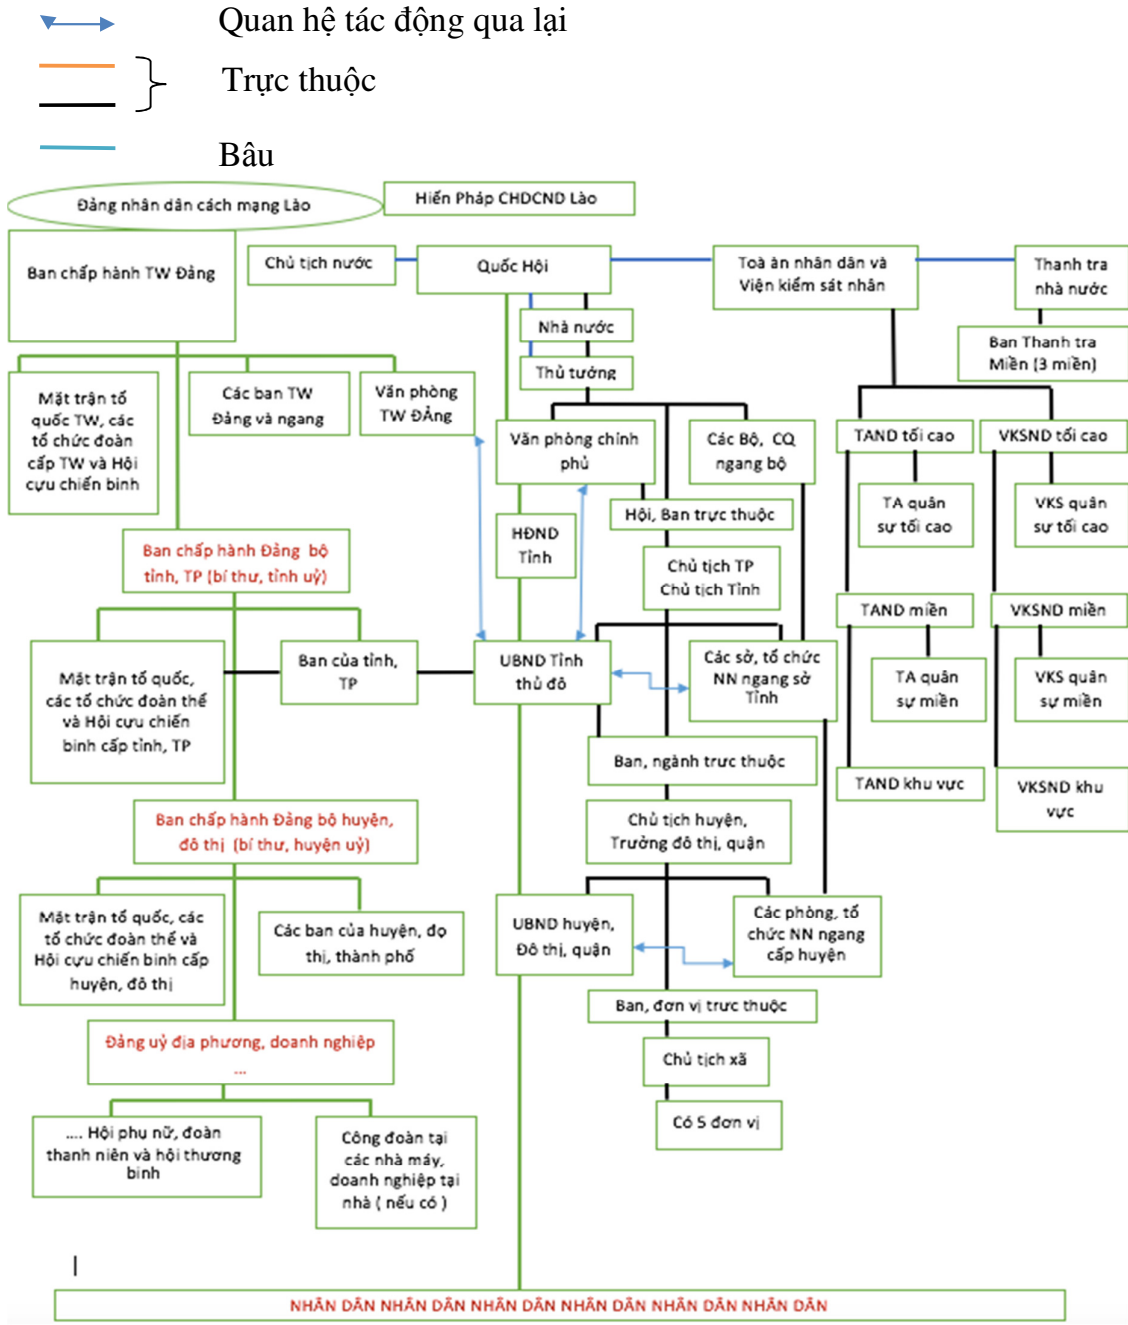 Quan hệ tác động qua lại
Trực thuộc
Bâu
Đảng nhân dân cách mạng Lào
Hiến Pháp CHDCND Lào
Ban chấp hành TW Đảng
Chủ tịch nước
Quốc Hội
Toà àn nhân dân và
Viện kiểm sát nhân
Thanh tra
nhà nước
Nhà nước
Thủ tướng
Ban Thanh tra
Miền (3 miền)
Mặt trận tổ
quốc TW, các
tổ chức đoàn
cấp TW và Hội
cựu chiến binh
Các ban TW
Đảng và ngang
Văn phòng
TW ĐẢng
Văn phòng chính
phủ
Các Bộ, CQ
ngang bộ
TAND tối cao
VKSND tối cao
TA quân
sự tối cao
VKS quân
sự tối cao
Hội, Ban trực thuộc
HĐND
Tỉnh
Ban chấp hành Đảng bộ
tỉnh, TP (bí thư, tỉnh uỷ)
Chủ tịch TP
Chủ tịch Tỉnh
TAND miền
VKSND miền
Mặt trận tổ quốc,
các tổ chức đoàn thể
và Hội cựu chiến
binh cấp tỉnh, TP
Ban của tỉnh,
TP
UBND Tỉnh
thủ đô
Các sở, tổ chức
NN ngang sở
Tỉnh
TA quân
sự miền
VKS quân
sự miền
Ban, ngành trưc thuộc
TAND khu vực
VKSND khu
vực
Ban chấp hành Đảng bộ huyện,
đô thị (bí thư, huyện uỷ)
Chủ tịch huyện,
Trưởng đô thị, quận
Mặt trận tổ quốc, các
tổ chức đoàn thể và
Hội cựu chiến binh cấp
huyện, đô thị
Các ban của huyện, đọ
thị, thành phố
UBND huyện,
Đô thị, quận
Các phòng, tổ
chức NN ngang
cấp huyện
Ban, đơn vị trưc thuộc
Đảng uỷ địa phương, doanh nghiệp
...
Chủ tịch xã
Có 5 đơn vị
.... Hội phụ nữ, đoàn
thanh niên và hội thương
binh
Công đoàn tại
các nhà máy,
doanh nghiệp tại
nhà ( nếu có )
NHÂN DÂN NHÂN DÂN NHÂN DÂN NHÂN DÂN NHÂN DÂN NHÂN DÂN